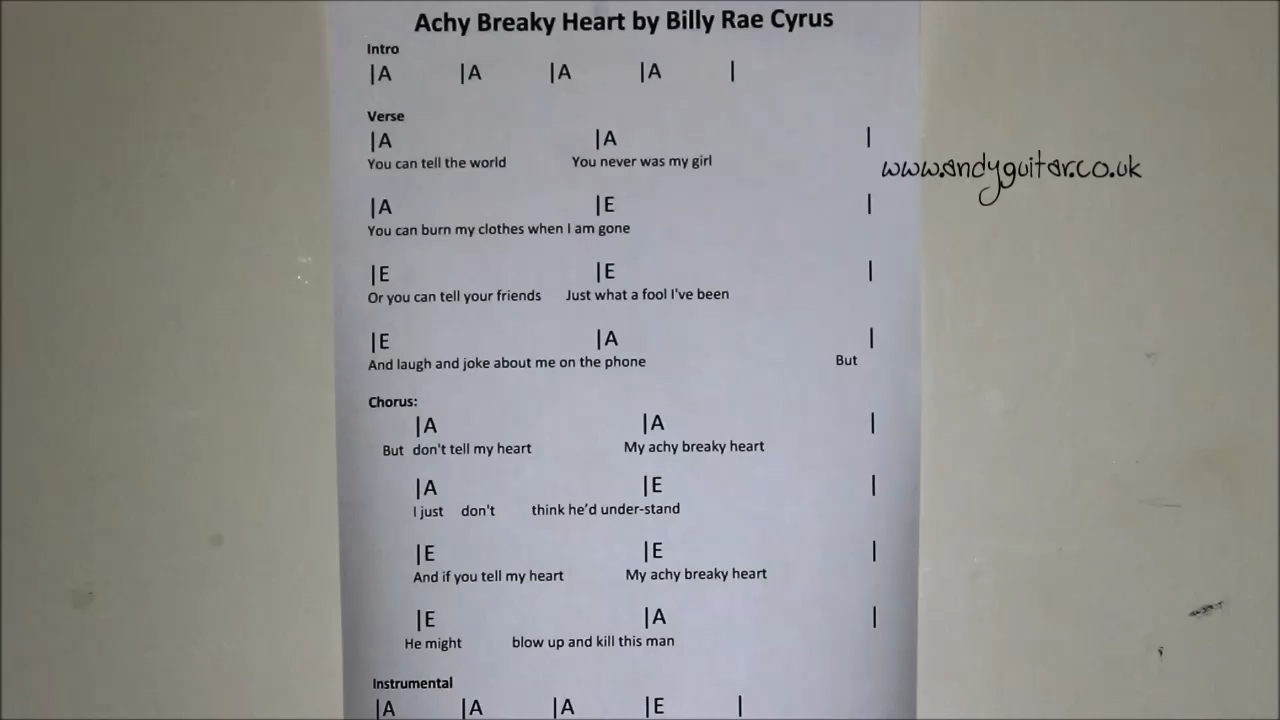 Achy Breaky Heart by Billy Rae Cyrus
Intro
|A |A |A |A |
Verse
|A |A |
You can tell the world You never was my girl
www.andyguitar.co.uk
|A |E |
You can burn my clothes when I am gone
|E |E |
Or you can tell your friends Just what a fool I've been
|E |A |
And laugh and joke about me on the phone But
Chorus:
|A |A |
But don't tell my heart My achy breaky heart
|A |E |
I just don't think he'd under-stand
|E |E |
And if you tell my heart My achy breaky heart
|E |A |
He might blow up and kill this man
Instrumental
|A |A |A |E |